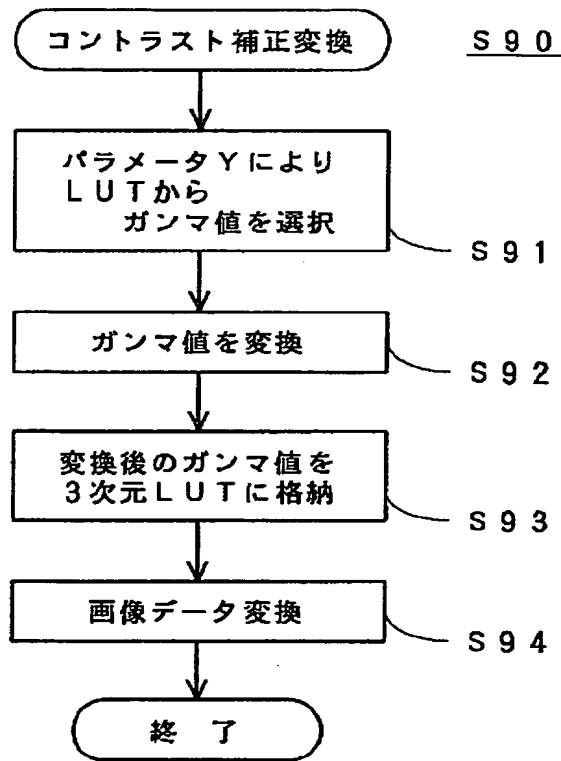 コントラスト補正変換
S90
パラメータYにより
LUTから
ガンマ値を選択
S91
ガンマ値を変換
S92
変換後のガンマ値を
3次元LUTに格納
S93
画像データ変換
S94
終了